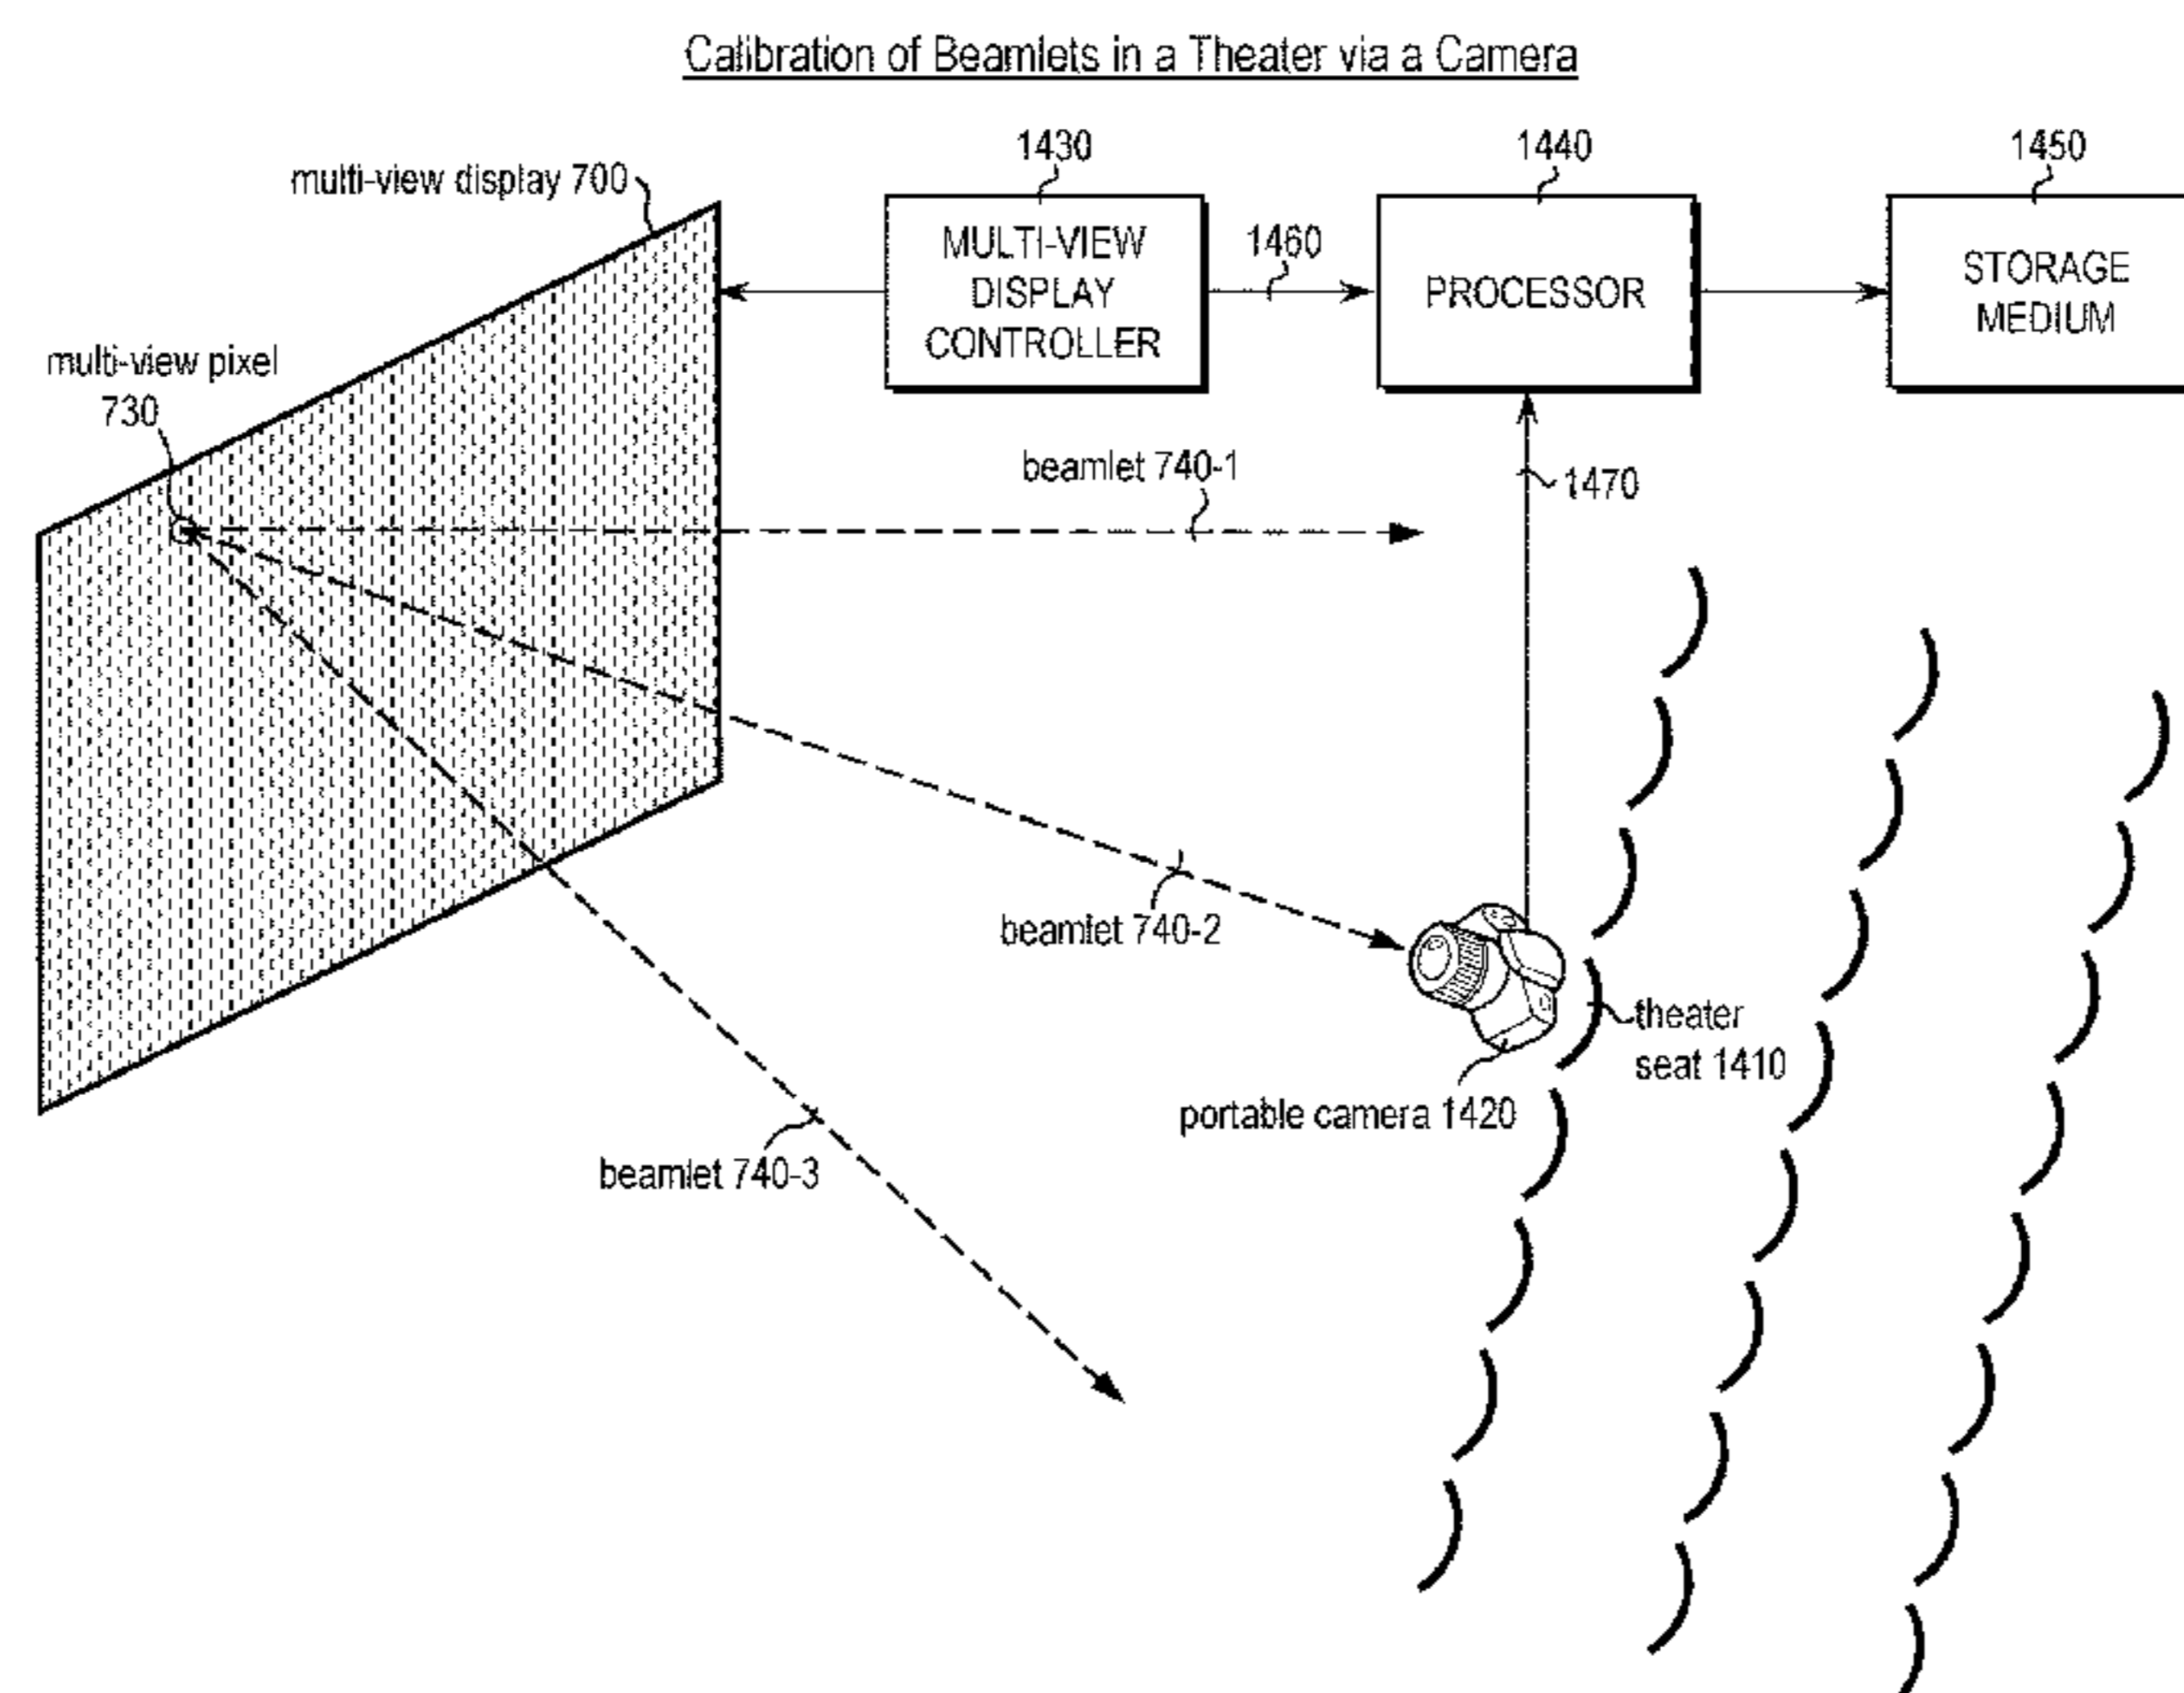 Calibration of Beamlets in a Theater via a Camera
1430
1440
1450
multi-view display 700
MULTI-VIEW
DISPLAY
CONTROLLER
1460
PROCESSOR
STORAGE
MEDIUM
multi-view pixel
730
beamlet 740-1
1470
beamlet 740-2
theater
seat 1410
portable camera 1420
beamlet 740-3